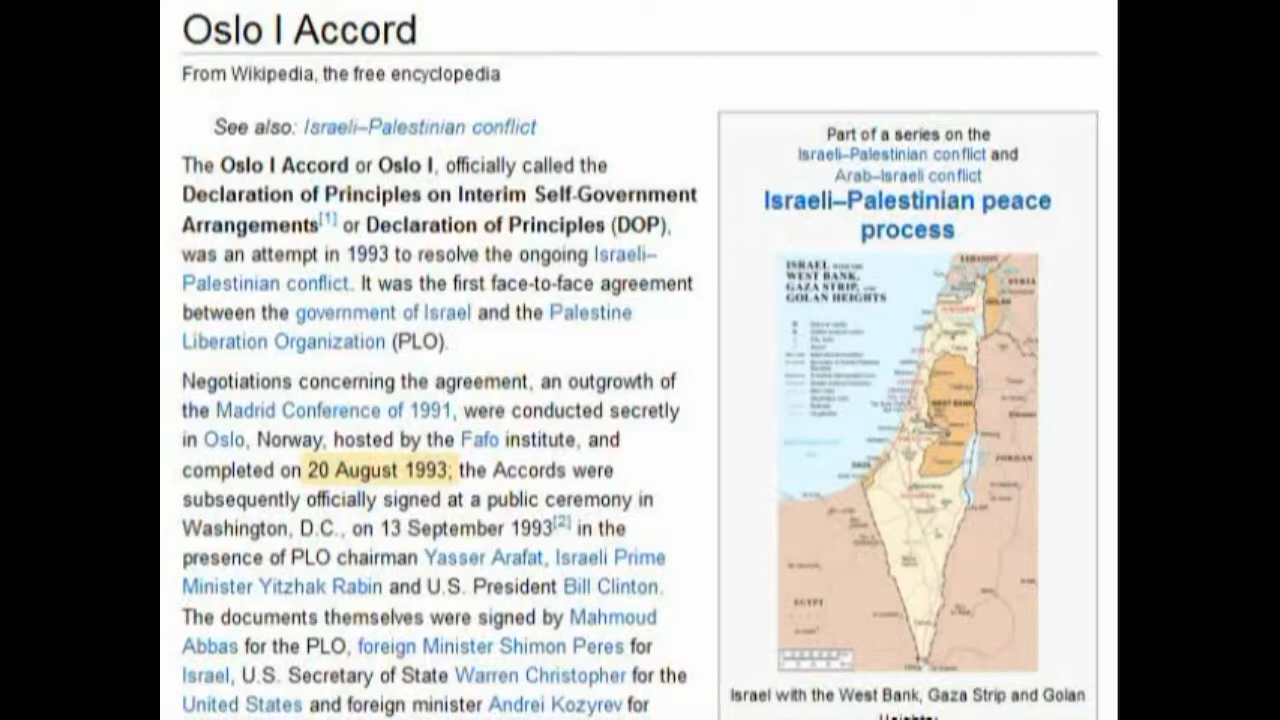 Oslo I Accord
From Wikipedia, the free encyclopedia
See also: Israeli–Palestinian conflict
The Oslo I Accord or Oslo I, officially called the
Declaration of Principles on Interim Self-Government
Arrangements[1] or Declaration of Principles (DOP),
was an attempt in 1993 to resolve the ongoing Israeli–
Palestinian conflict. It was the first face-to-face agreement
between the government of Israel and the Palestine
Liberation Organization (PLO).
Negotiations concerning the agreement, an outgrowth of
the Madrid Conference of 1991, were conducted secretly
in Oslo, Norway, hosted by the Fafo institute, and
completed on 20 August 1993; the Accords were
subsequently officially signed at a public ceremony in
Washington, D.C., on 13 September 1993[2] in the
presence of PLO chairman Yasser Arafat, Israeli Prime
Minister Yitzhak Rabin and U.S. President Bill Clinton.
The documents themselves were signed by Mahmoud
Abbas for the PLO, foreign Minister Shimon Peres for
Israel, U.S. Secretary of State Warren Christopher for the
United States and foreign minister Andrei Kozyrev for
Part of a series on the
Israeli–Palestinian conflict and
Arab–Israeli conflict
Israeli–Palestinian peace
process
ISRAEL
WEST BANK,
GAZA STRIP,
GOLAN HEIGHTS
LEBANON
SYRIA
GOLAN
WEST BANK
GAZA
JORDAN
EGYPT
Israel with the West Bank, Gaza Strip and Golan
Heights: